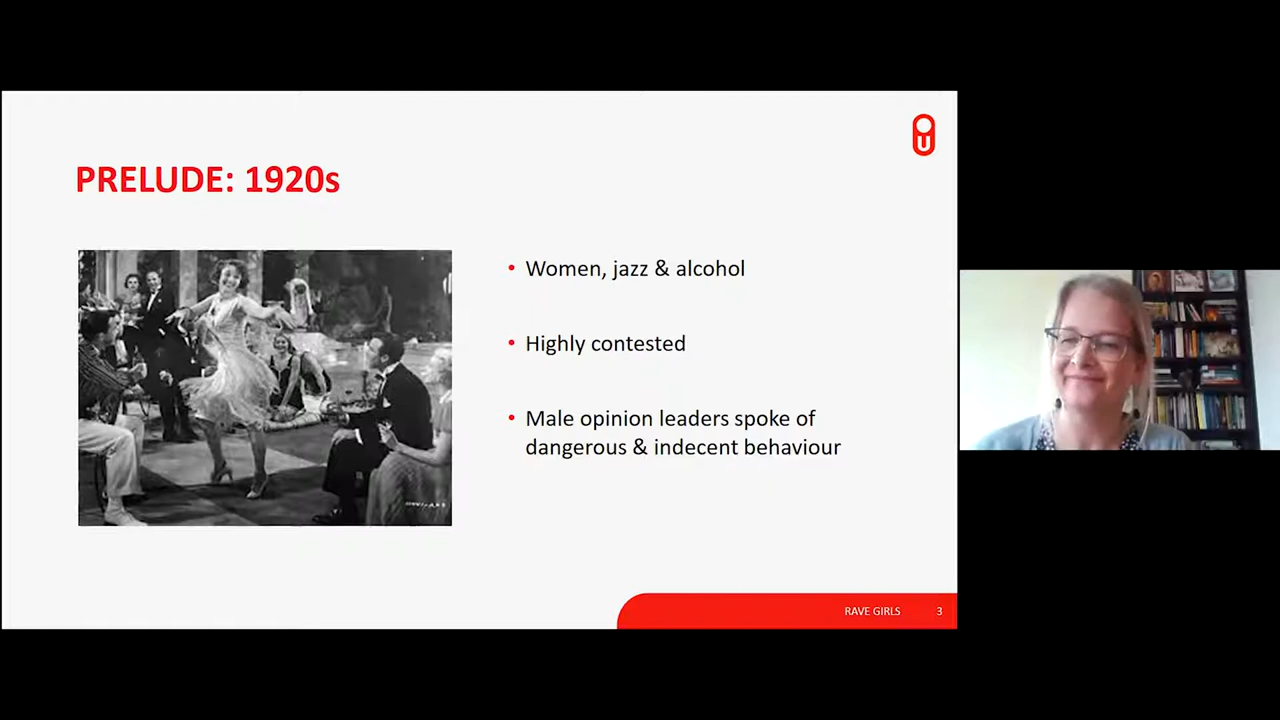 PRELUDE: 1920s
• Women, jazz & alcohol
• Highly contested
• Male opinion leaders spoke of
dangerous & indecent behaviour
RAVE GIRLS 3